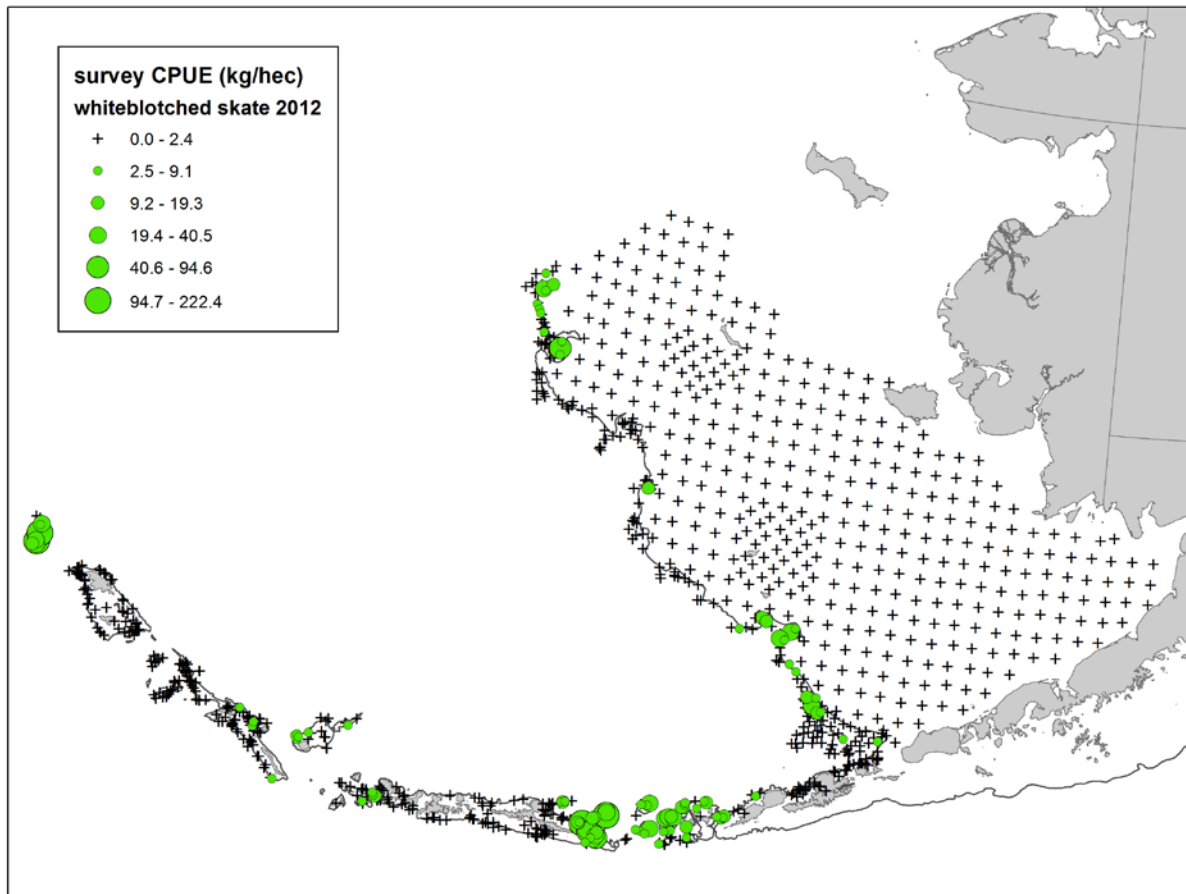 survey CPUE (kg/hec)
whiteblotched skate 2012
0.0 - 2.4
2.5 - 9.1
9.2 - 19.3
19.4 - 40.5
40.6 - 94.6
94.7 - 222.4